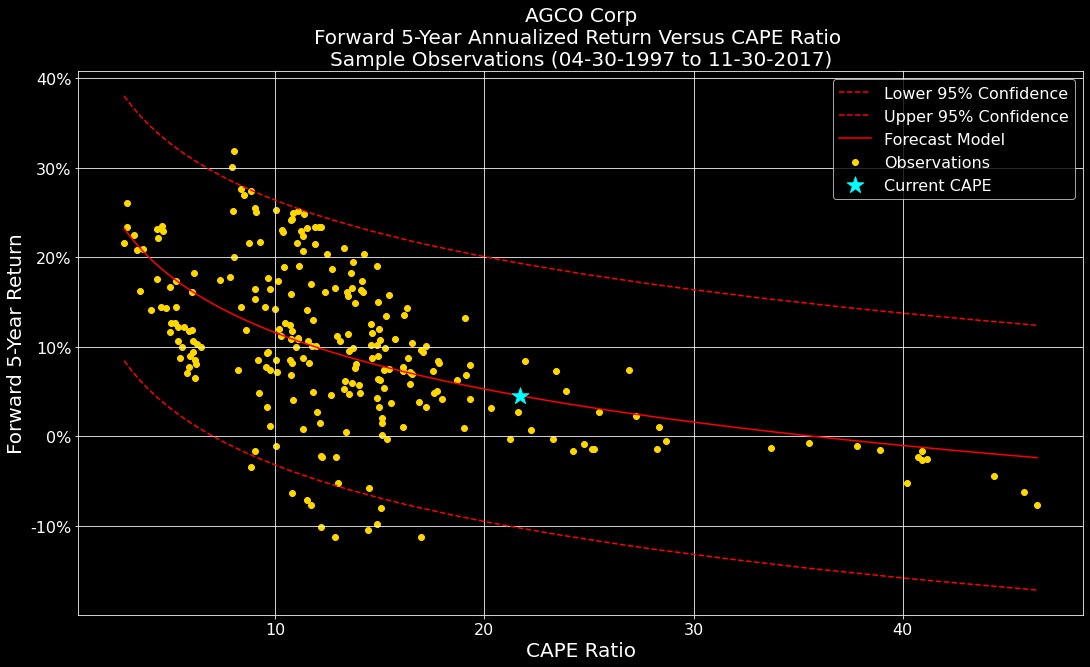 AGCO Corp
Forward 5-Year Annualized Return Versus CAPE Ratio
Sample Observations (04-30-1997 to 11-30-2017)
Lower 95% Confidence
Upper 95% Confidence
Forecast Model
Observations
Current CAPE
Forward 5-Year Return
40%
30%
20%
10%
0%
-10%
10
20
30
40
CAPE Ratio